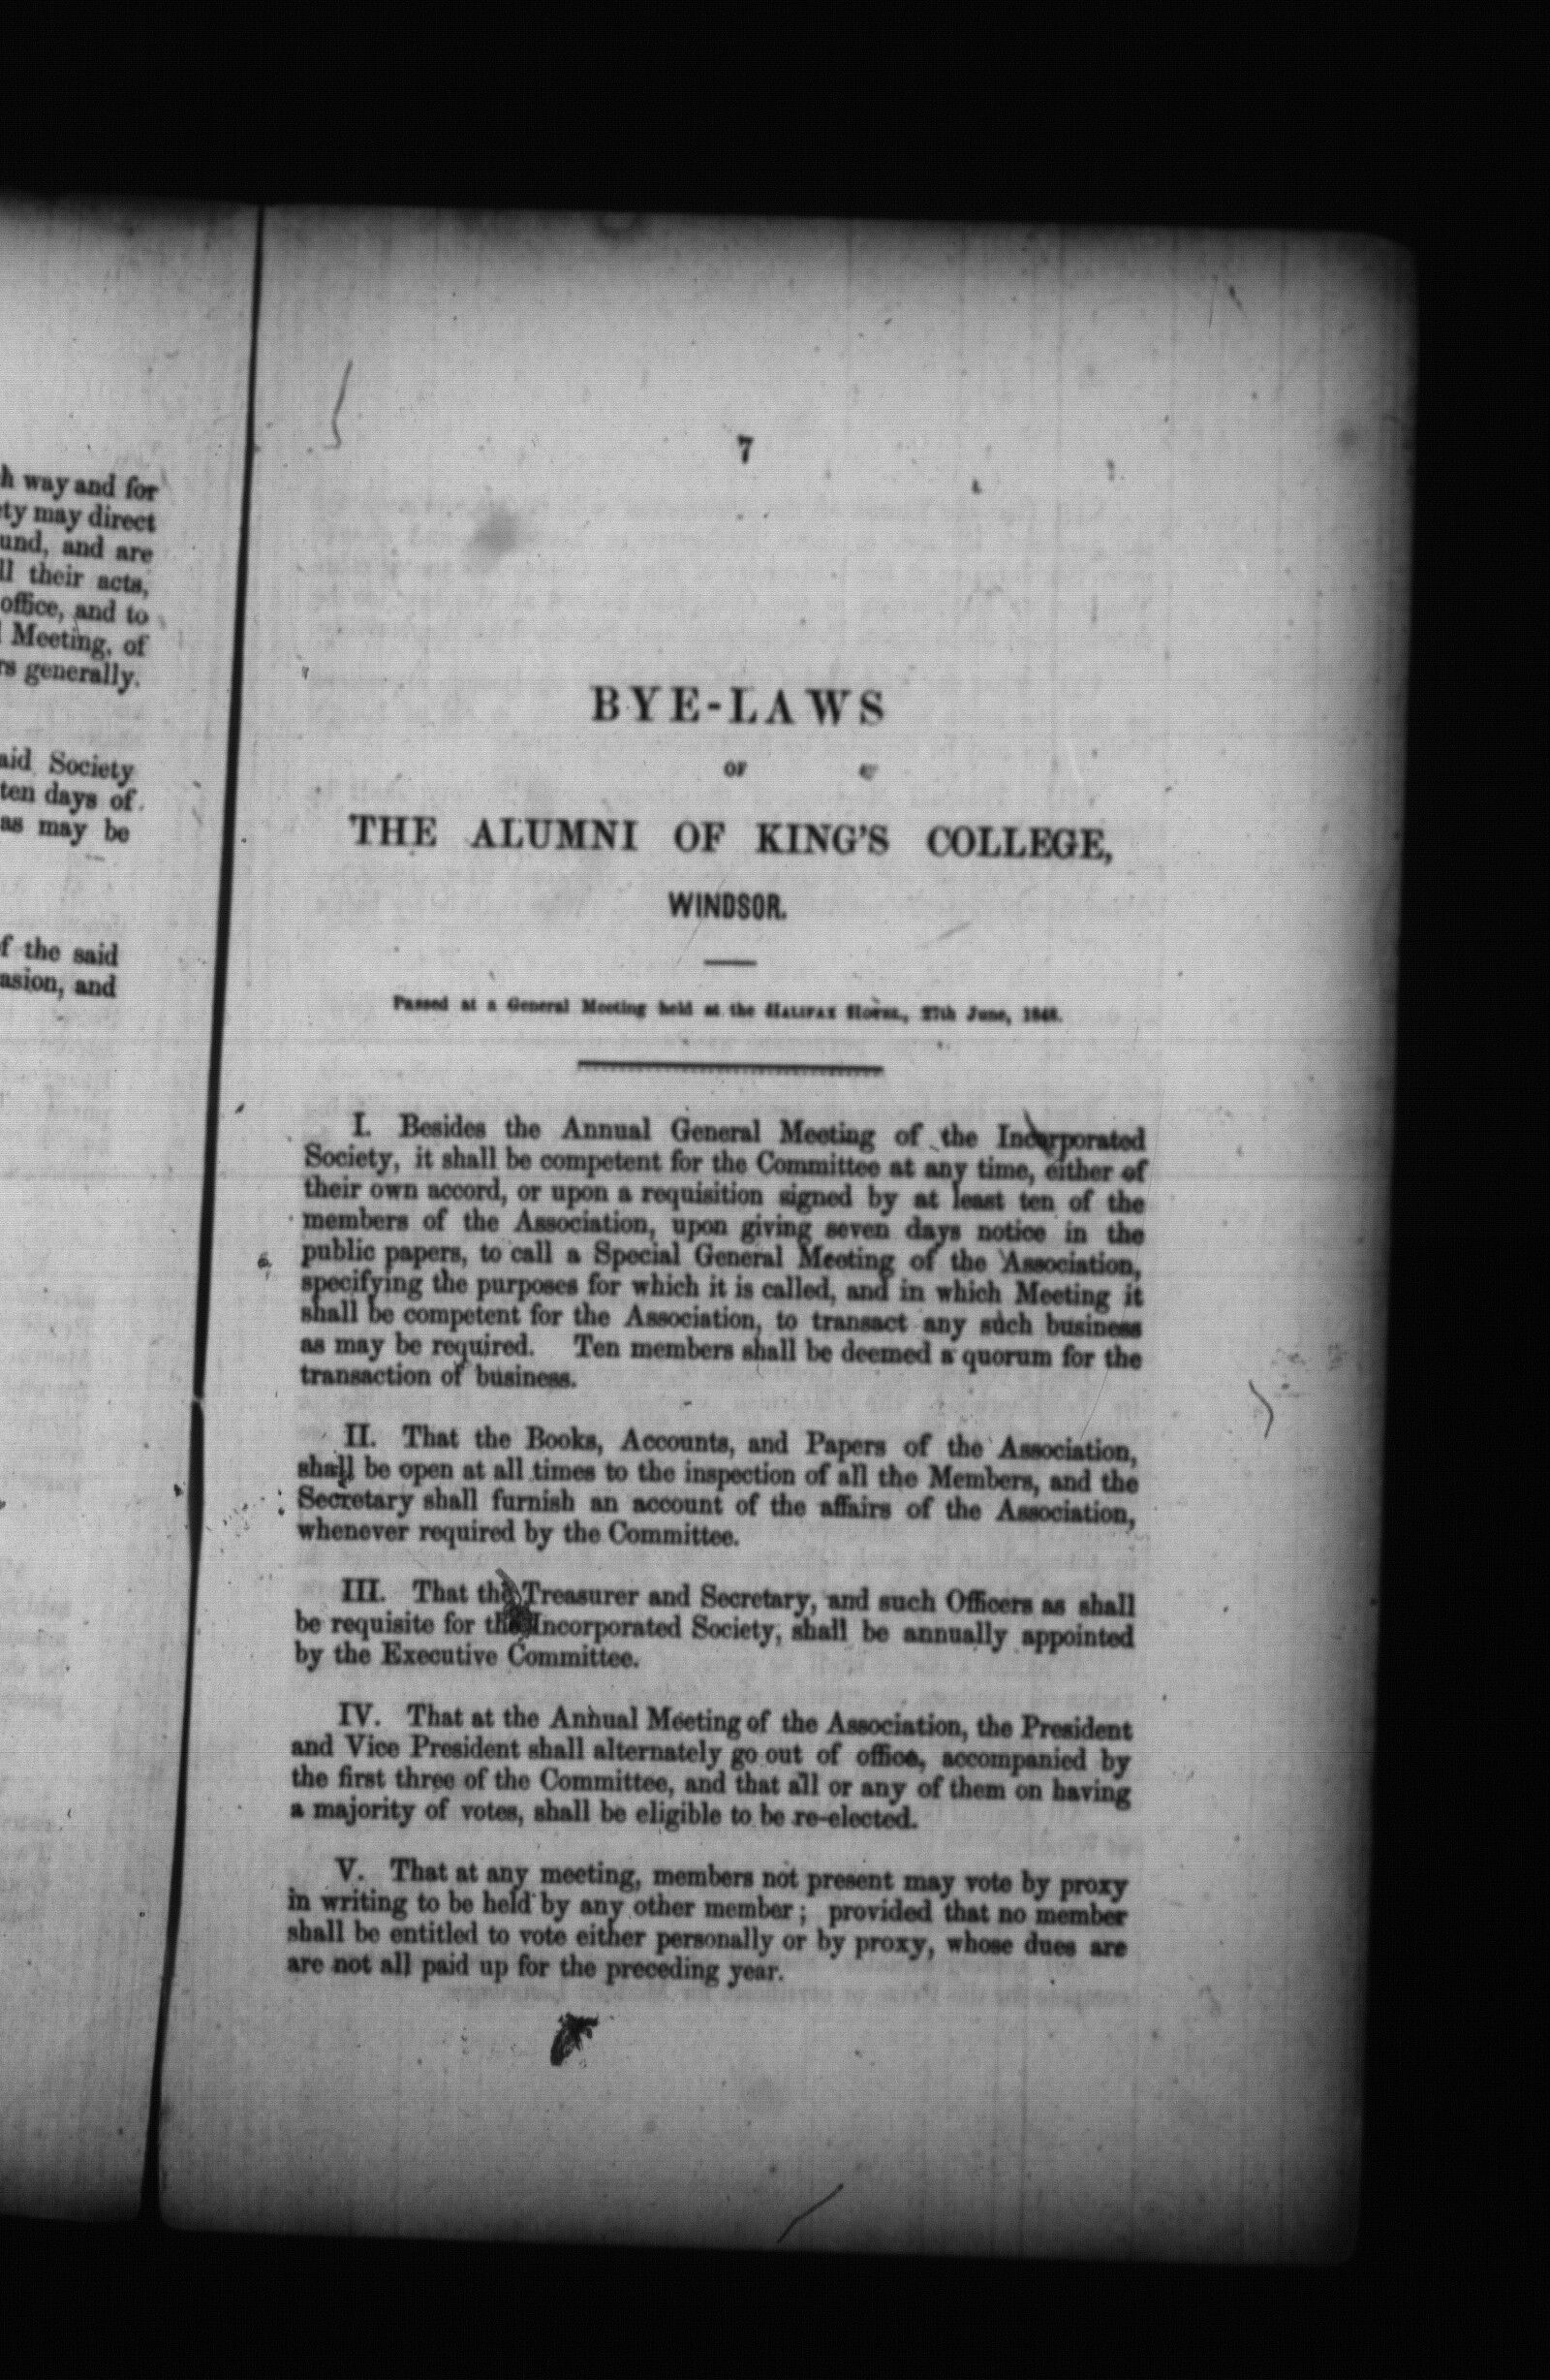 h way and for
ty may direct
und, and are
ll their acts,
office, and to
Meeting, of
rs generally.
aid Society
ten days of
as may be
f the said
asion, and
7
BYE-LAWS
OF
THE ALUMNI OF KING'S COLLEGE,
WINDSOR.
Passed at a General Meeting held at the HALIFAX HOTEL, 27th June, 1848.
I. Besides the Annual General Meeting of the Incorporated
Society, it shall be competent for the Committee at any time, either of
their own accord, or upon a requisition signed by at least ten of the
members of the Association, upon giving seven days notice in the
public papers, to call a Special General Meeting of the Association,
specifying the purposes for which it is called, and in which Meeting it
shall be competent for the Association, to transact any such business
as may be required. Ten members shall be deemed a quorum for the
transaction of business.
II. That the Books, Accounts, and Papers of the Association,
shall be open at all times to the inspection of all the Members, and the
Secretary shall furnish an account of the affairs of the Association,
whenever required by the Committee.
III. That the Treasurer and Secretary, and such Officers as shall
be requisite for the Incorporated Society, shall be annually appointed
by the Executive Committee.
IV. That at the Annual Meeting of the Association, the President
and Vice President shall alternately go out of office, accompanied by
the first three of the Committee, and that all or any of them on having
a majority of votes, shall be eligible to be re-elected.
V. That at any meeting, members not present may vote by proxy
in writing to be held by any other member; provided that no member
shall be entitled to vote either personally or by proxy, whose dues are
are not all paid up for the preceding year.